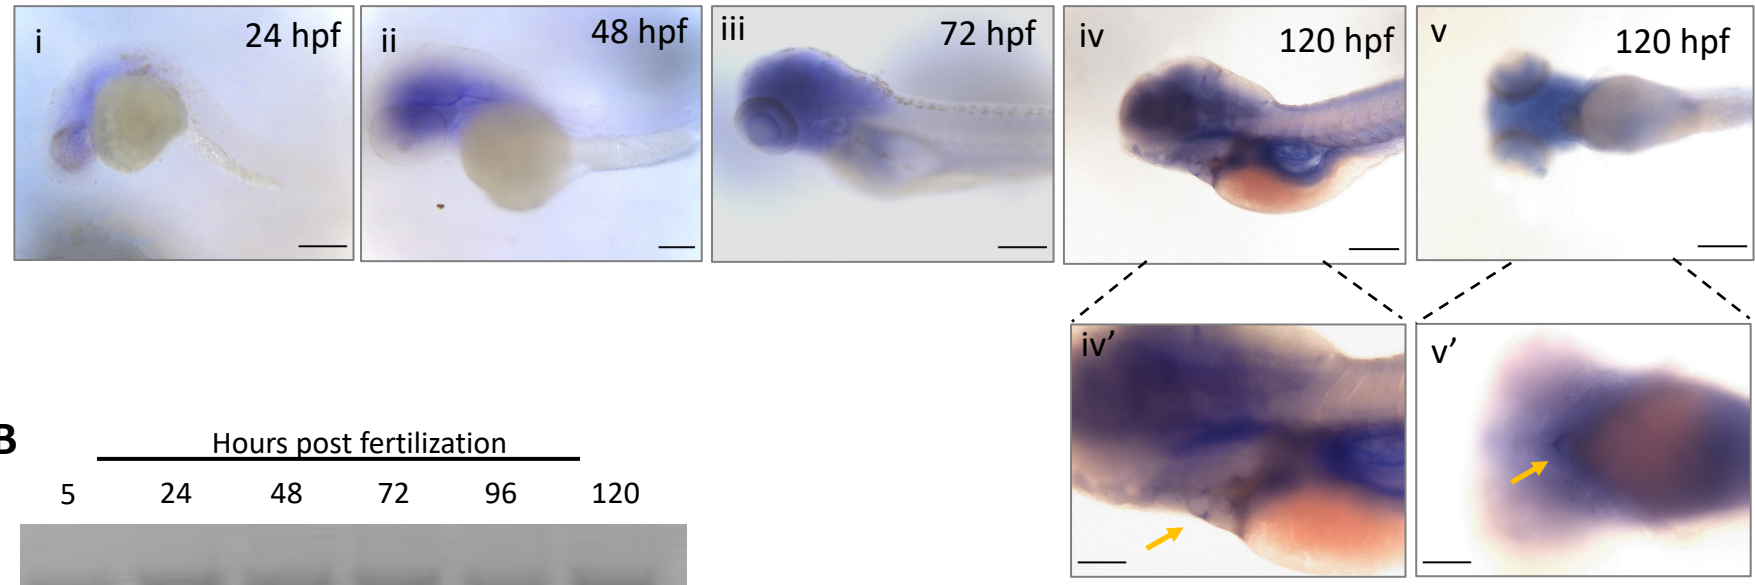 i 24 hpf
ii 48 hpf
iii 72 hpf
iv 120 hpf
v 120 hpf
iv’
v’
B
Hours post fertilization
5 24 48 72 96 120